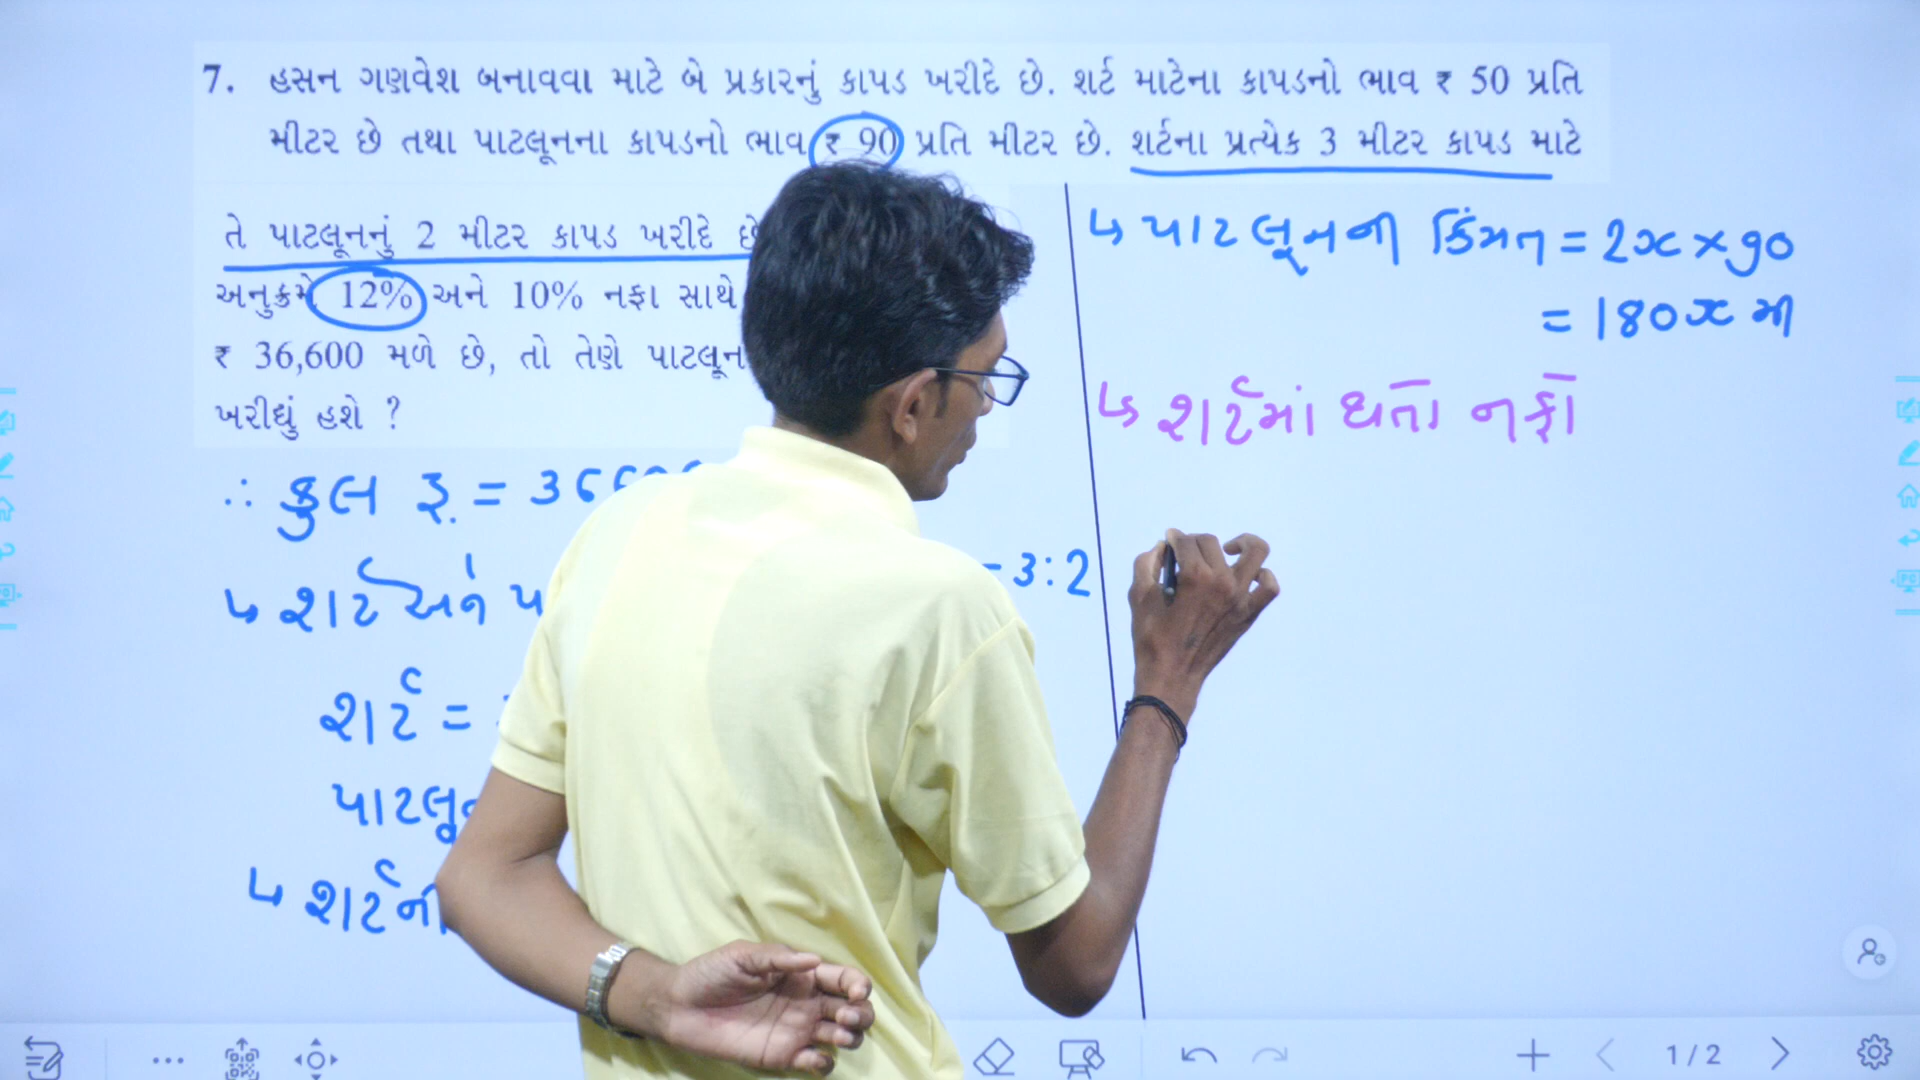 7. હસન ગણવેશ બનાવવા માટે બે પ્રકારનું કાપડ ખરીદે છે. શર્ટ માટેના કાપડનો ભાવ ₹ 50 પ્રતિ
મીટર છે તથા પાટલૂનના કાપડનો ભાવ ₹ 90 પ્રતિ મીટર છે. શર્ટના પ્રત્યેક 3 મીટર કાપડ માટે
તે પાટલૂનનું 2 મીટર કાપડ ખરીદે
અનુક્રમે 12% અને 10% નફા સાથે
₹ 36,600 મળે છે, તો તેણે
ખરીદ્યું હશે ?
∴ કુલ રૂ. =
↳ શર્ટ અને
3:2
શર્ટ =
↳ શર્ટની
↳ પાટલૂનની કિંમત = 2x × 90
= 180x
↳ શર્ટમાં થતો નફો
1/2